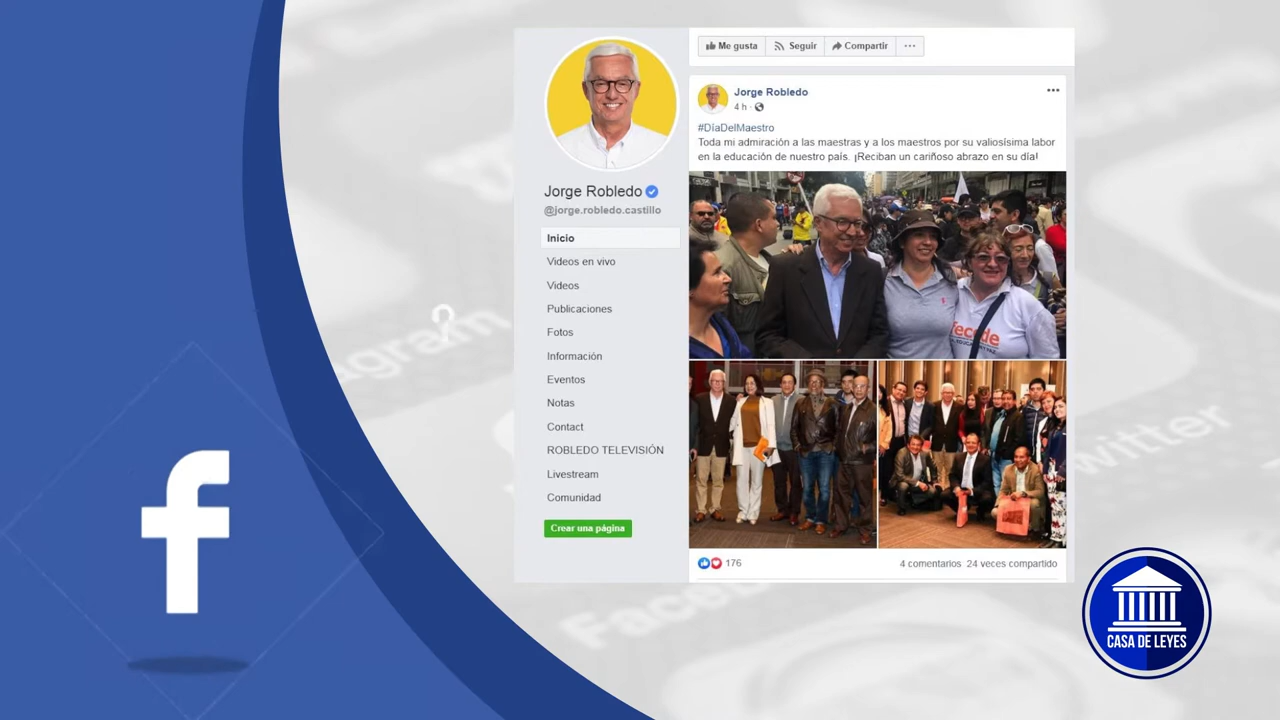 Me gusta
Seguir
Compartir
Jorge Robledo
4 h
#DíaDelMaestro
Toda mi admiración a las maestras y a los maestros por su valiosísima labor
en la educación de nuestro país. ¡Reciban un cariñoso abrazo en su día!
Jorge Robledo
@jorge.robledo.castillo
Inicio
Videos en vivo
Videos
Publicaciones
Fotos
Información
Eventos
Notas
Contact
ROBLEDO TELEVISIÓN
Livestream
Comunidad
Crear una página
fecode
176
4 comentarios 24 veces compartido
f
CASA DE LEYES
witter